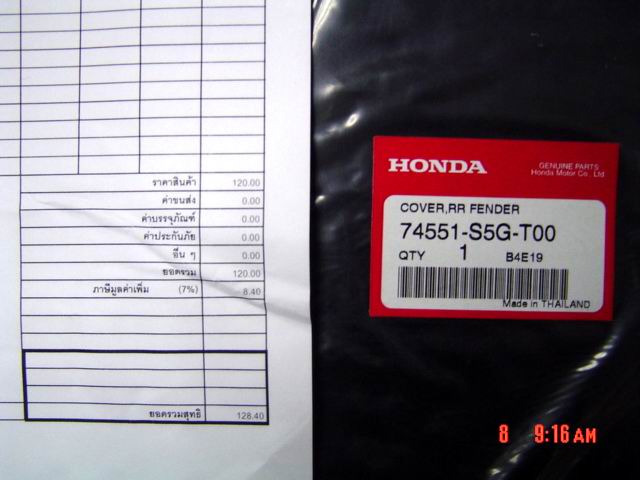 ราคาสินค้า 120.00
ค่าขนส่ง 0.00
ค่าบรรจุภัณฑ์ 0.00
ค่าประกันภัย 0.00
อื่น ๆ 0.00
ยอดรวม 120.00
ภาษีมูลค่าเพิ่ม (7%) 8.40
ยอดรวมสุทธิ 128.40
HONDA
GENUINE PARTS
Honda Motor Co., Ltd
COVER,RR FENDER
74551-S5G-T00
QTY 1 B4E19
Made in THAILAND
8 9:16 AM